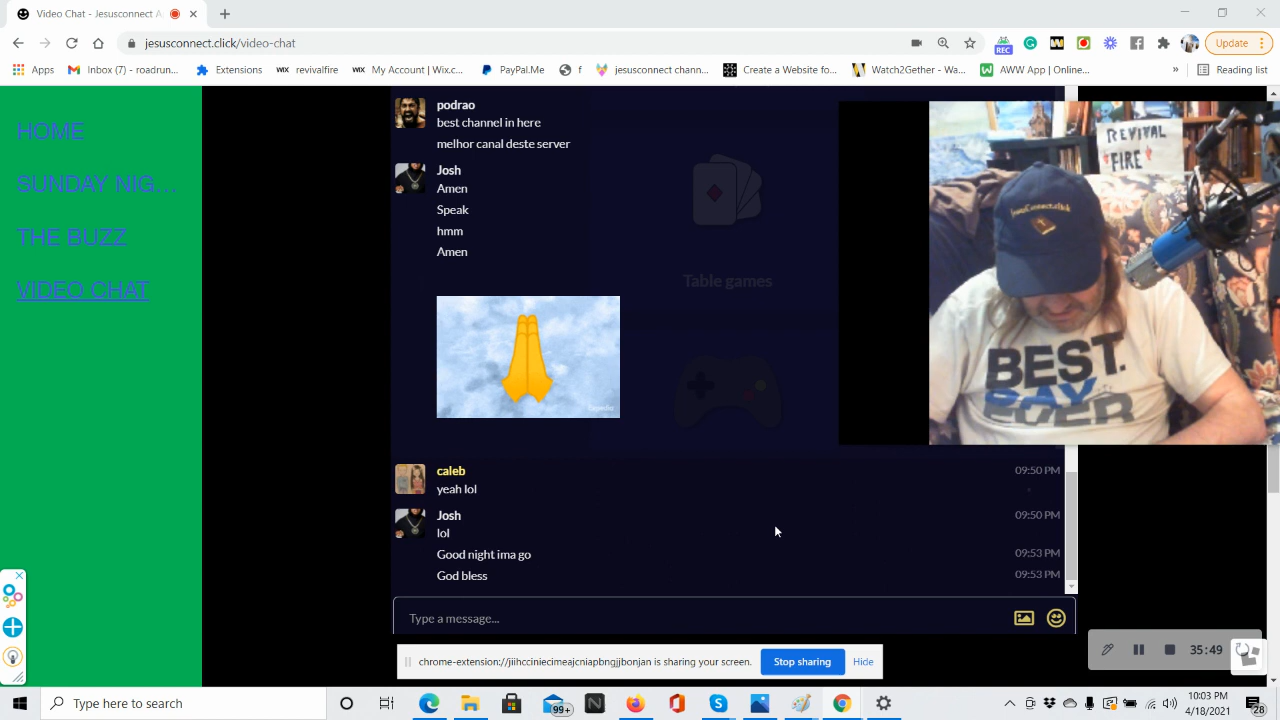 Video Chat - Jesusconnect A
jesusconnect.click/video-chat
REC
Update
Apps
Inbox (7) - roadrun...
Extensions
revivalfire
WIX
My Account | Wix.c...
PayPal.Me
f
jesusconnect chann...
Create a Website fo...
Watch2Gether - Wa...
AWW App | Online...
»
Reading list
HOME
SUNDAY NIG...
THE BUZZ
VIDEO CHAT
podrao
best channel in here
melhor canal deste server
Josh
Amen
Speak
hmm
Amen
Table games
REVIVAL
FIRE
BEST.
DAY
EVER
caleb
09:50 PM
yeah lol
Josh
09:50 PM
lol
Good night ima go
09:53 PM
God bless
09:53 PM
Type a message...
chrome-extension://jiihcciniecimeajcniapbngjjbonjan is sharing your screen.
Stop sharing
Hide
35:49
Type here to search
99+
10:03 PM
4/18/2021
28